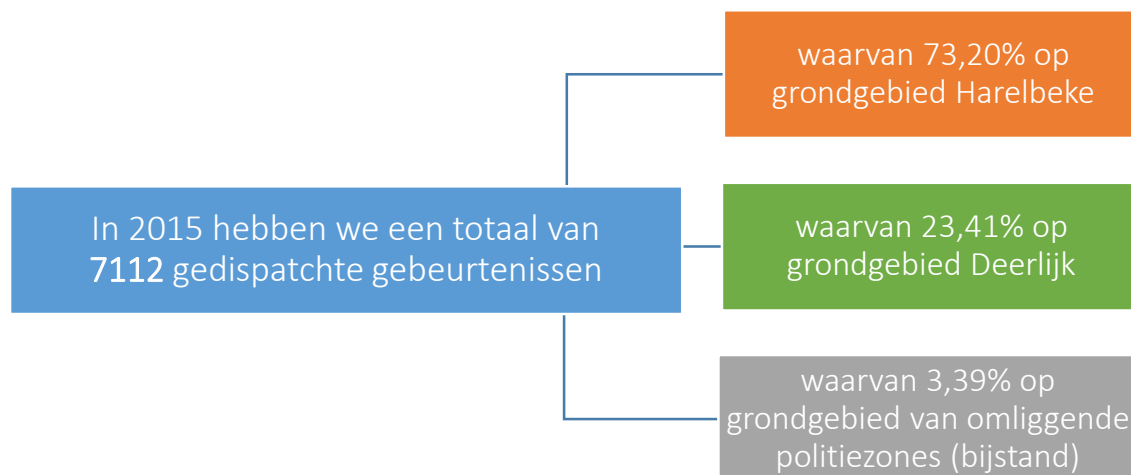 In 2015 hebben we een totaal van
7112 gedispatchte gebeurtenissen
waarvan 73,20% op
grondgebied Harelbeke
waarvan 23,41% op
grondgebied Deerlijk
waarvan 3,39% op
grondgebied van omliggende
politiezones (bijstand)